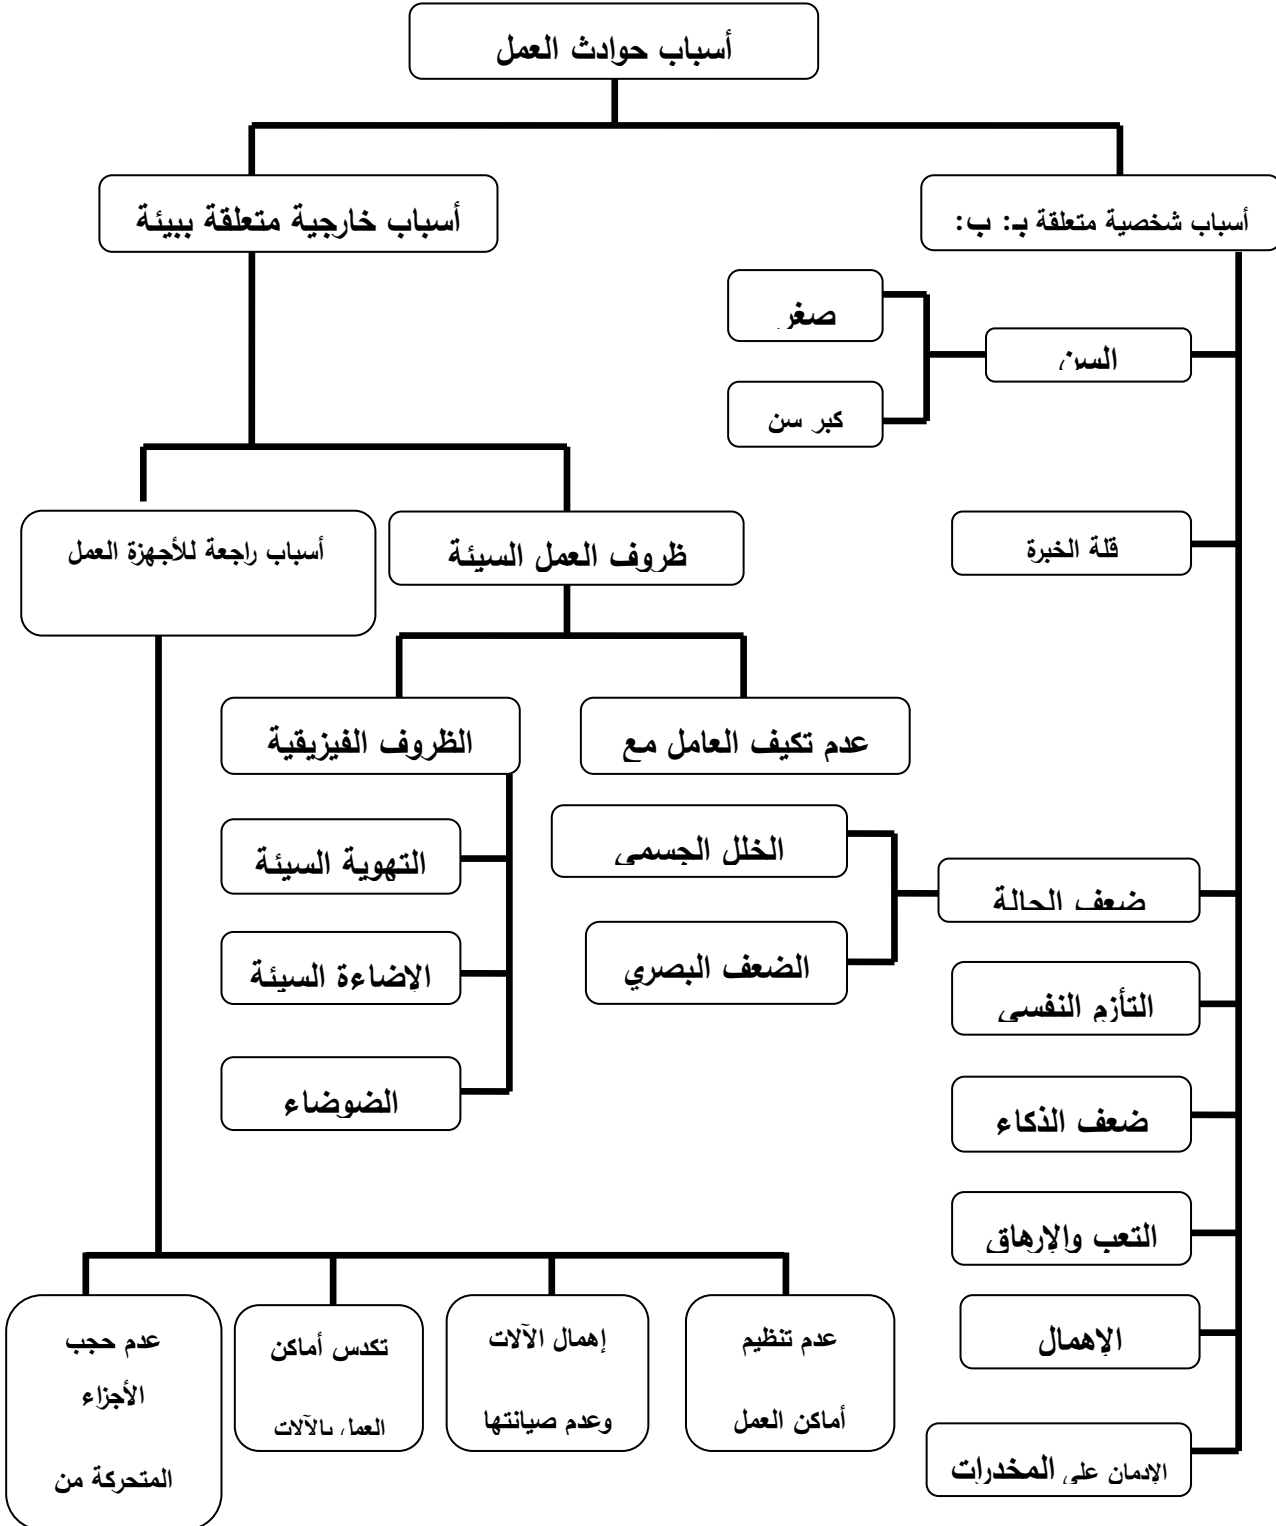 أسباب حوادث العمل
أسباب شخصية متعلقة بـ: ب:
أسباب خارجية متعلقة ببيئة
صغر
السن
كبر سن
قلة الخبرة
ظروف العمل السيئة
أسباب راجعة للأجهزة العمل
عدم تكيف العامل مع
الظروف الفيزيقية
الخلل الجسمي
التهوية السيئة
ضعف الحالة
الضعف البصري
الإضاءة السيئة
التأزم النفسي
الضوضاء
ضعف الذكاء
التعب والإرهاق
الإهمال
عدم تنظيم
أماكن العمل
إهمال الآلات
وعدم صيانتها
تكدس أماكن
العمل بالآلات
عدم حجب
الأجزاء
المتحركة من
الإدمان على المخدرات